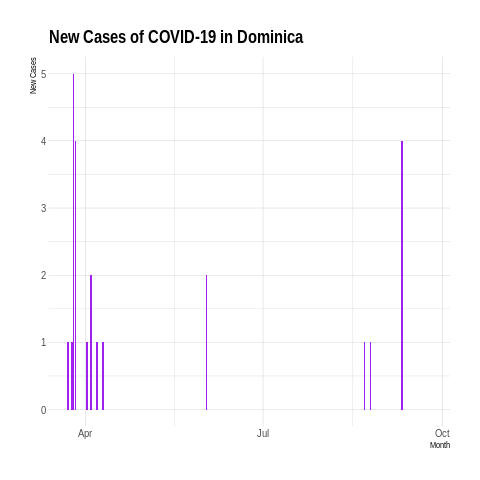 New Cases of COVID-19 in Dominica
New Cases
5
4
3
2
1
0
Apr
Jul
Oct
Month